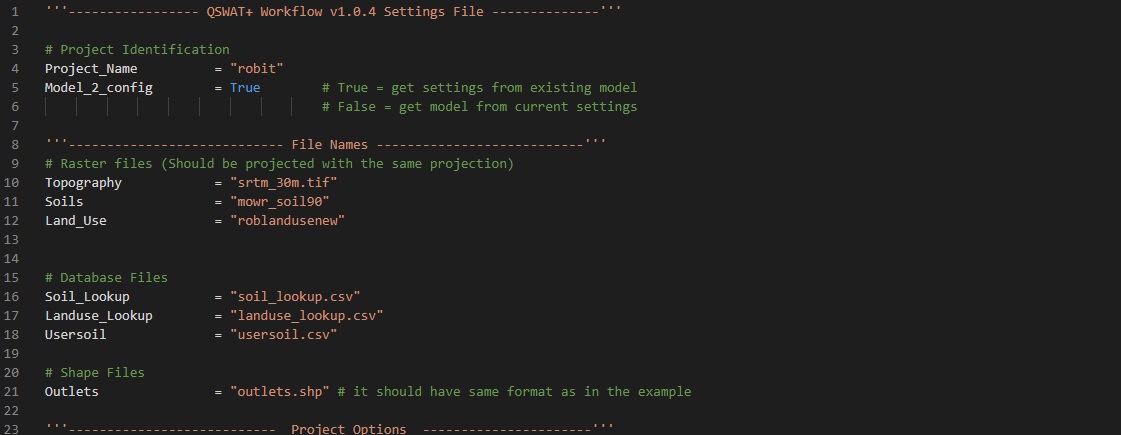 1 '''----------------- QSWAT+ Workflow v1.0.4 Settings File --------------'''
2
3 # Project Identification
4 Project_Name = "robit"
5 Model_2_config = True # True = get settings from existing model
6 # False = get model from current settings
7
8 '''---------------------------- File Names ---------------------------'''
9 # Raster files (Should be projected with the same projection)
10 Topography = "srtm_30m.tif"
11 Soils = "mowr_soil90"
12 Land_Use = "roblandusenew"
13
14
15 # Database Files
16 Soil_Lookup = "soil_lookup.csv"
17 Landuse_Lookup = "landuse_lookup.csv"
18 Usersoil = "usersoil.csv"
19
20 # Shape Files
21 Outlets = "outlets.shp" # it should have same format as in the example
22
23 '''--------------------------- Project Options ----------------------'''